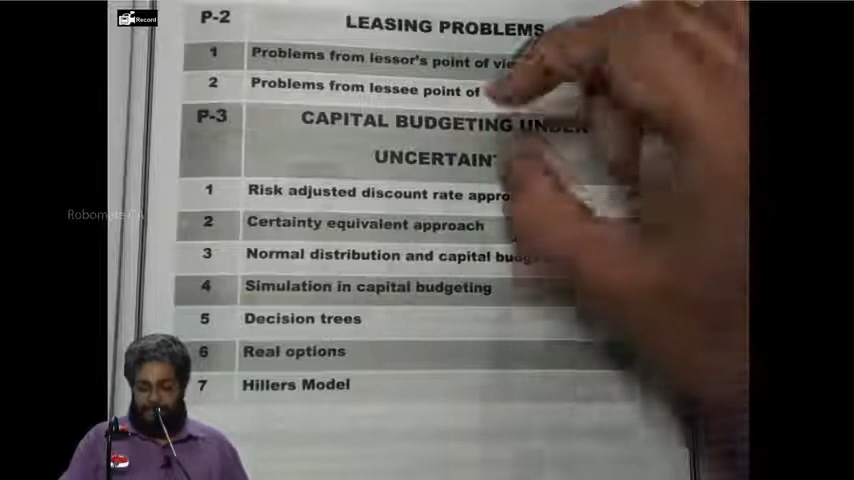 Record
P-2 LEASING PROBLEMS
1 Problems from lessor's point of
2 Problems from lessee point of
P-3 CAPITAL BUDGETING UNDER
1 Risk adjusted discount rate
2 Certainty equivalent approach
3 Normal distribution and capital
4 Simulation in capital budgeting
5 Decision trees
6 Real options
7 Hillers Model